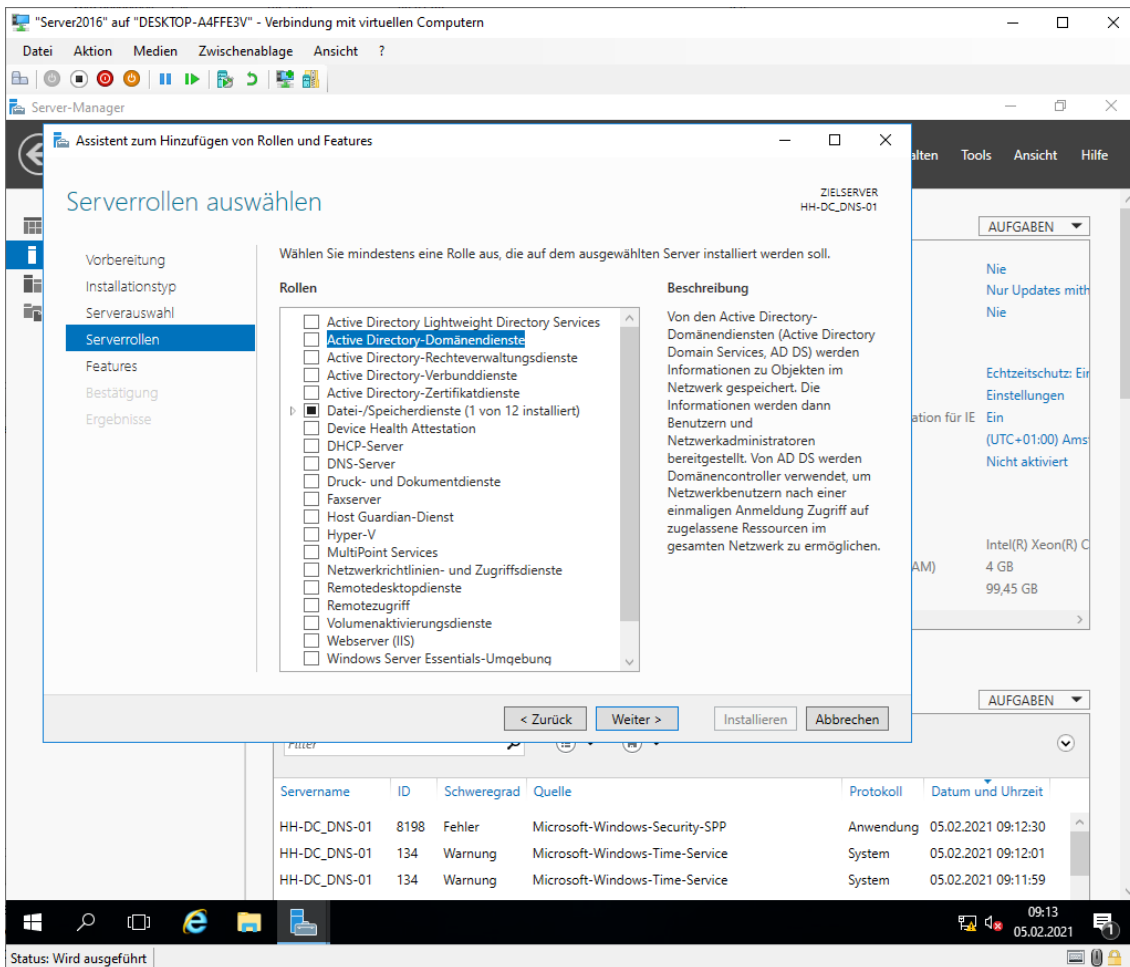 "Server2016" auf "DESKTOP-A4FFE3V" - Verbindung mit virtuellen Computern
Datei Aktion Medien Zwischenablage Ansicht ?
Server-Manager
Assistent zum Hinzufügen von Rollen und Features
alten Tools Ansicht Hilfe
Serverrollen auswählen
ZIELSERVER
HH-DC_DNS-01
Vorbereitung
Installationstyp
Serverauswahl
Serverrollen
Features
Bestätigung
Ergebnisse
Wählen Sie mindestens eine Rolle aus, die auf dem ausgewählten Server installiert werden soll.
Rollen
Active Directory Lightweight Directory Services
Active Directory-Domänendienste
Active Directory-Rechteverwaltungsdienste
Active Directory-Verbunddienste
Active Directory-Zertifikatdienste
Datei-/Speicherdienste (1 von 12 installiert)
Device Health Attestation
DHCP-Server
DNS-Server
Druck- und Dokumentdienste
Faxserver
Host Guardian-Dienst
Hyper-V
MultiPoint Services
Netzwerkrichtlinien- und Zugriffsdienste
Remotedesktopdienste
Remotezugriff
Volumenaktivierungsdienste
Webserver (IIS)
Windows Server Essentials-Umgebung
Beschreibung
Von den Active Directory-
Domänendiensten (Active Directory
Domain Services, AD DS) werden
Informationen zu Objekten im
Netzwerk gespeichert. Die
Informationen werden dann
Benutzern und
Netzwerkadministratoren
bereitgestellt. Von AD DS werden
Domänencontroller verwendet, um
Netzwerkbenutzern nach einer
einmaligen Anmeldung Zugriff auf
zugelassene Ressourcen im
gesamten Netzwerk zu ermöglichen.
< Zurück Weiter > Installieren Abbrechen
AUFGABEN
Nie
Nur Updates mith
Nie
Echtzeitschutz: Ein
Einstellungen
ation für IE Ein
(UTC+01:00) Ams
Nicht aktiviert
Intel(R) Xeon(R) C
AM) 4 GB
99,45 GB
AUFGABEN
Filter
Servername ID Schweregrad Quelle Protokoll Datum und Uhrzeit
HH-DC_DNS-01 8198 Fehler Microsoft-Windows-Security-SPP Anwendung 05.02.2021 09:12:30
HH-DC_DNS-01 134 Warnung Microsoft-Windows-Time-Service System 05.02.2021 09:12:01
HH-DC_DNS-01 134 Warnung Microsoft-Windows-Time-Service System 05.02.2021 09:11:59
09:13
05.02.2021
1
Status: Wird ausgeführt